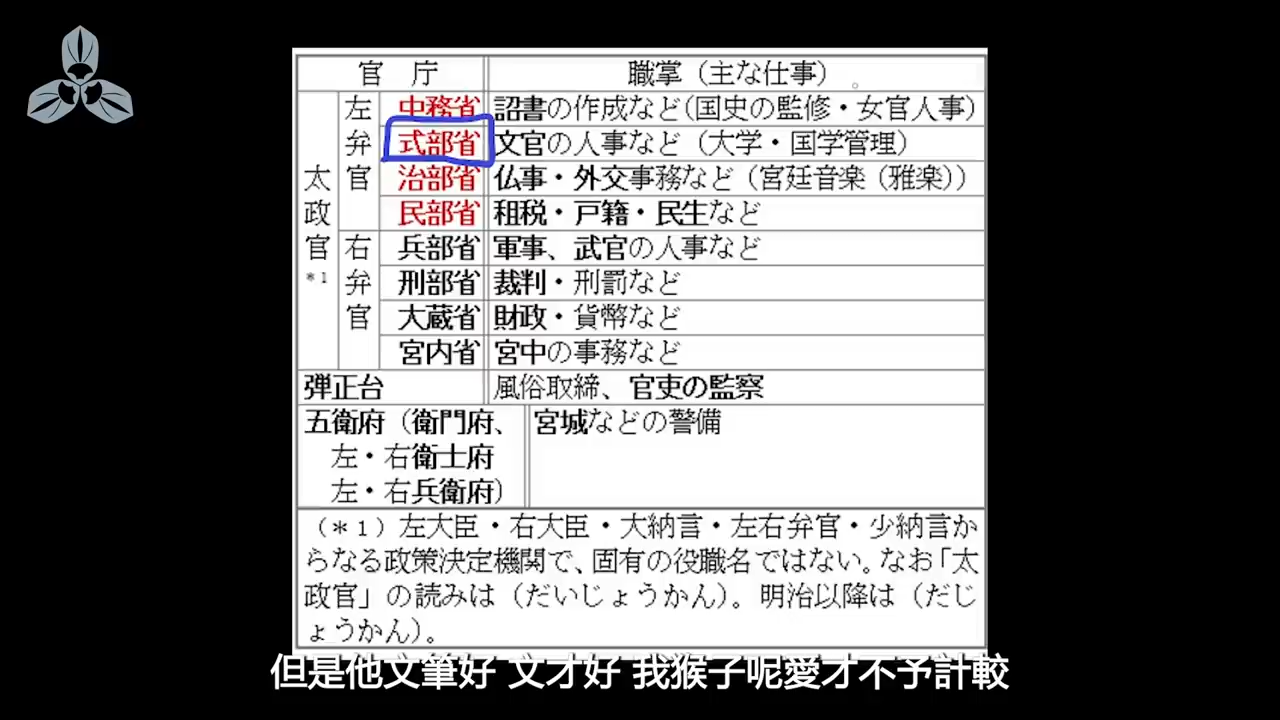 官庁 職掌（主な仕事）。
太政官*1 左弁官 中務省 詔書の作成など（国史の監修・女官人事）
式部省 文官の人事など（大学・国学管理）
治部省 仏事・外交事務など（宮廷音楽（雅楽））
民部省 租税・戸籍・民生など
右弁官 兵部省 軍事、武官の人事など
刑部省 裁判・刑罰など
大蔵省 財政・貨幣など
宮内省 宮中の事務など
弾正台 風俗取締、官吏の監察
五衛府（衛門府、 宮城などの警備
左・右衛士府
左・右兵衛府）
（＊１）左大臣・右大臣・大納言・左右弁官・少納言か
らなる政策決定機関で、固有の役職名ではない。なお「太
政官」の読みは（だいじょうかん）。明治以降は（だじ
ょうかん）。
但是他文筆好 文才好 我猴子呢愛才不予計較